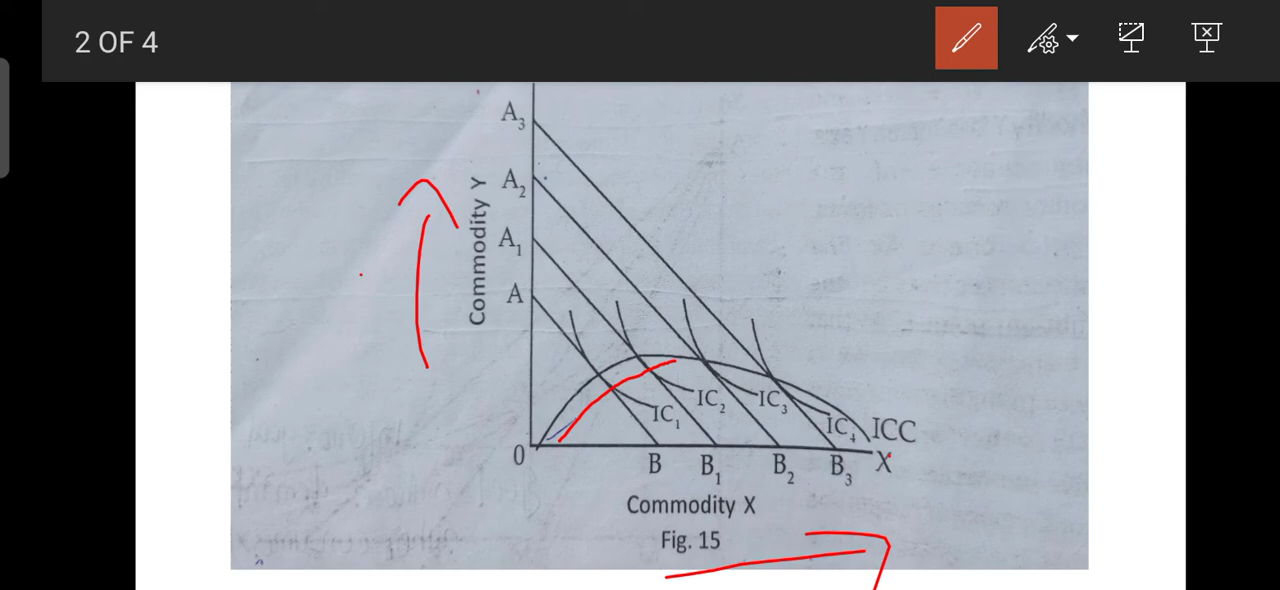 2 OF 4
A3
A2
A1
A
Commodity Y
IC1
IC2
IC3
IC4
ICC
0
B
B1
B2
B3
X
Commodity X
Fig. 15